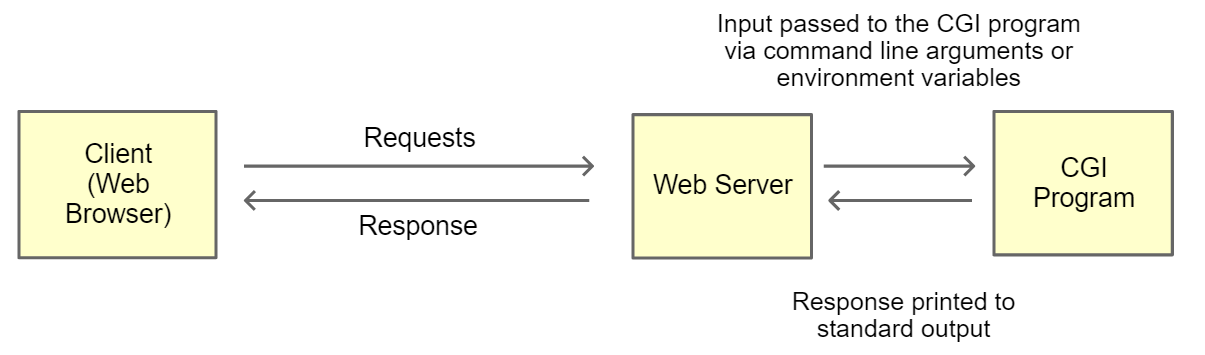 Input passed to the CGI program
via command line arguments or
environment variables
Client
(Web
Browser)
Requests
Response
Web Server
CGI
Program
Response printed to
standard output